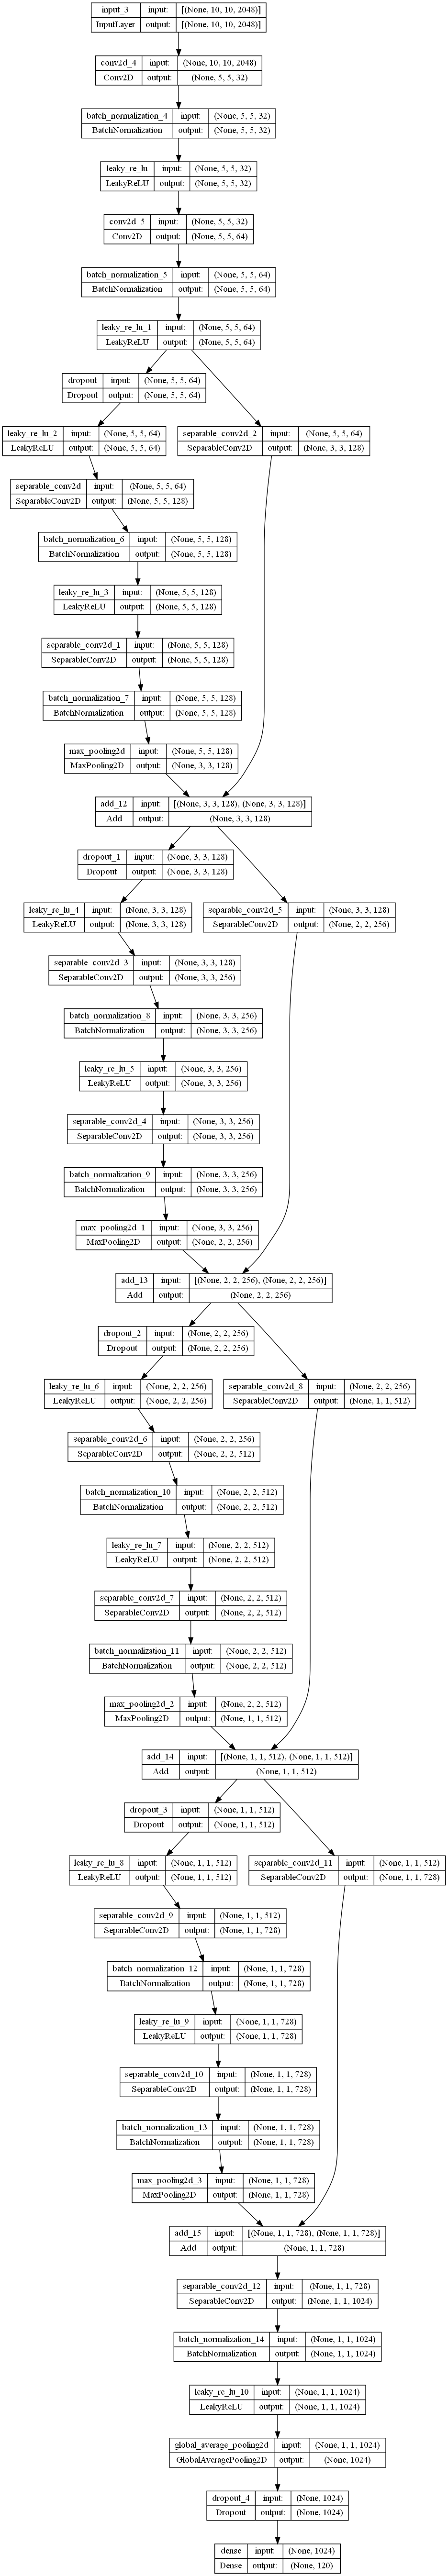 input_3 input: [(None, 10, 10, 2048)]
InputLayer output: [(None, 10, 10, 2048)]
conv2d_4 input: (None, 10, 10, 2048)
Conv2D output: (None, 5, 5, 32)
batch_normalization_4 input: (None, 5, 5, 32)
BatchNormalization output: (None, 5, 5, 32)
leaky_re_lu input: (None, 5, 5, 32)
LeakyReLU output: (None, 5, 5, 32)
conv2d_5 input: (None, 5, 5, 32)
Conv2D output: (None, 5, 5, 64)
batch_normalization_5 input: (None, 5, 5, 64)
BatchNormalization output: (None, 5, 5, 64)
leaky_re_lu_1 input: (None, 5, 5, 64)
LeakyReLU output: (None, 5, 5, 64)
dropout input: (None, 5, 5, 64)
Dropout output: (None, 5, 5, 64)
leaky_re_lu_2 input: (None, 5, 5, 64)
LeakyReLU output: (None, 5, 5, 64)
separable_conv2d_2 input: (None, 5, 5, 64)
SeparableConv2D output: (None, 3, 3, 128)
separable_conv2d input: (None, 5, 5, 64)
SeparableConv2D output: (None, 5, 5, 128)
batch_normalization_6 input: (None, 5, 5, 128)
BatchNormalization output: (None, 5, 5, 128)
leaky_re_lu_3 input: (None, 5, 5, 128)
LeakyReLU output: (None, 5, 5, 128)
separable_conv2d_1 input: (None, 5, 5, 128)
SeparableConv2D output: (None, 5, 5, 128)
batch_normalization_7 input: (None, 5, 5, 128)
BatchNormalization output: (None, 5, 5, 128)
max_pooling2d input: (None, 5, 5, 128)
MaxPooling2D output: (None, 3, 3, 128)
add_12 input: [(None, 3, 3, 128), (None, 3, 3, 128)]
Add output: (None, 3, 3, 128)
dropout_1 input: (None, 3, 3, 128)
Dropout output: (None, 3, 3, 128)
leaky_re_lu_4 input: (None, 3, 3, 128)
LeakyReLU output: (None, 3, 3, 128)
separable_conv2d_5 input: (None, 3, 3, 128)
SeparableConv2D output: (None, 2, 2, 256)
separable_conv2d_3 input: (None, 3, 3, 128)
SeparableConv2D output: (None, 3, 3, 256)
batch_normalization_8 input: (None, 3, 3, 256)
BatchNormalization output: (None, 3, 3, 256)
leaky_re_lu_5 input: (None, 3, 3, 256)
LeakyReLU output: (None, 3, 3, 256)
separable_conv2d_4 input: (None, 3, 3, 256)
SeparableConv2D output: (None, 3, 3, 256)
batch_normalization_9 input: (None, 3, 3, 256)
BatchNormalization output: (None, 3, 3, 256)
max_pooling2d_1 input: (None, 3, 3, 256)
MaxPooling2D output: (None, 2, 2, 256)
add_13 input: [(None, 2, 2, 256), (None, 2, 2, 256)]
Add output: (None, 2, 2, 256)
dropout_2 input: (None, 2, 2, 256)
Dropout output: (None, 2, 2, 256)
leaky_re_lu_6 input: (None, 2, 2, 256)
LeakyReLU output: (None, 2, 2, 256)
separable_conv2d_8 input: (None, 2, 2, 256)
SeparableConv2D output: (None, 1, 1, 512)
separable_conv2d_6 input: (None, 2, 2, 256)
SeparableConv2D output: (None, 2, 2, 512)
batch_normalization_10 input: (None, 2, 2, 512)
BatchNormalization output: (None, 2, 2, 512)
leaky_re_lu_7 input: (None, 2, 2, 512)
LeakyReLU output: (None, 2, 2, 512)
separable_conv2d_7 input: (None, 2, 2, 512)
SeparableConv2D output: (None, 2, 2, 512)
batch_normalization_11 input: (None, 2, 2, 512)
BatchNormalization output: (None, 2, 2, 512)
max_pooling2d_2 input: (None, 2, 2, 512)
MaxPooling2D output: (None, 1, 1, 512)
add_14 input: [(None, 1, 1, 512), (None, 1, 1, 512)]
Add output: (None, 1, 1, 512)
dropout_3 input: (None, 1, 1, 512)
Dropout output: (None, 1, 1, 512)
leaky_re_lu_8 input: (None, 1, 1, 512)
LeakyReLU output: (None, 1, 1, 512)
separable_conv2d_11 input: (None, 1, 1, 512)
SeparableConv2D output: (None, 1, 1, 728)
separable_conv2d_9 input: (None, 1, 1, 512)
SeparableConv2D output: (None, 1, 1, 728)
batch_normalization_12 input: (None, 1, 1, 728)
BatchNormalization output: (None, 1, 1, 728)
leaky_re_lu_9 input: (None, 1, 1, 728)
LeakyReLU output: (None, 1, 1, 728)
separable_conv2d_10 input: (None, 1, 1, 728)
SeparableConv2D output: (None, 1, 1, 728)
batch_normalization_13 input: (None, 1, 1, 728)
BatchNormalization output: (None, 1, 1, 728)
max_pooling2d_3 input: (None, 1, 1, 728)
MaxPooling2D output: (None, 1, 1, 728)
add_15 input: [(None, 1, 1, 728), (None, 1, 1, 728)]
Add output: (None, 1, 1, 728)
separable_conv2d_12 input: (None, 1, 1, 728)
SeparableConv2D output: (None, 1, 1, 1024)
batch_normalization_14 input: (None, 1, 1, 1024)
BatchNormalization output: (None, 1, 1, 1024)
leaky_re_lu_10 input: (None, 1, 1, 1024)
LeakyReLU output: (None, 1, 1, 1024)
global_average_pooling2d input: (None, 1, 1, 1024)
GlobalAveragePooling2D output: (None, 1024)
dropout_4 input: (None, 1024)
Dropout output: (None, 1024)
dense input: (None, 1024)
Dense output: (None, 120)